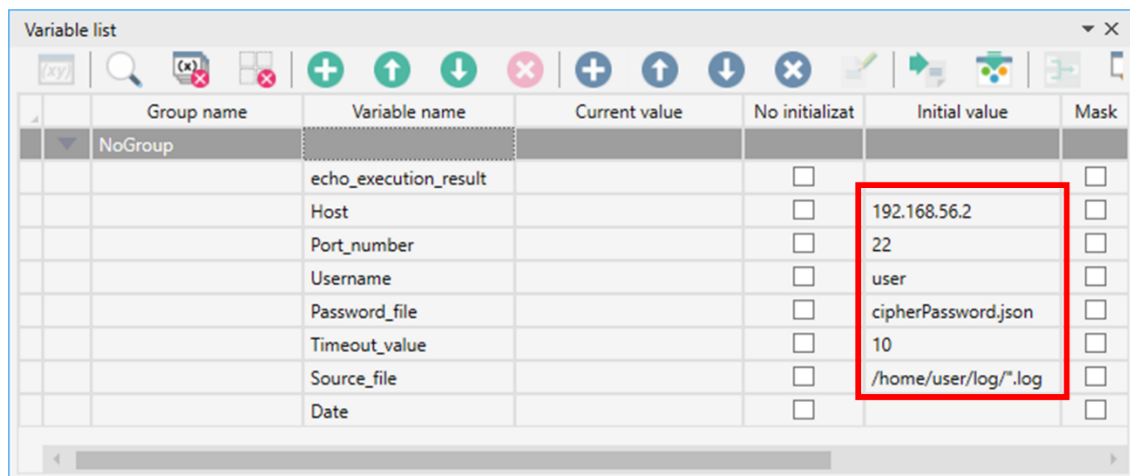 Variable list
(xy) (x)
Group name Variable name Current value No initializat Initial value Mask
NoGroup
echo_execution_result
Host 192.168.56.2
Port_number 22
Username user
Password_file cipherPassword.json
Timeout_value 10
Source_file /home/user/log/*.log
Date